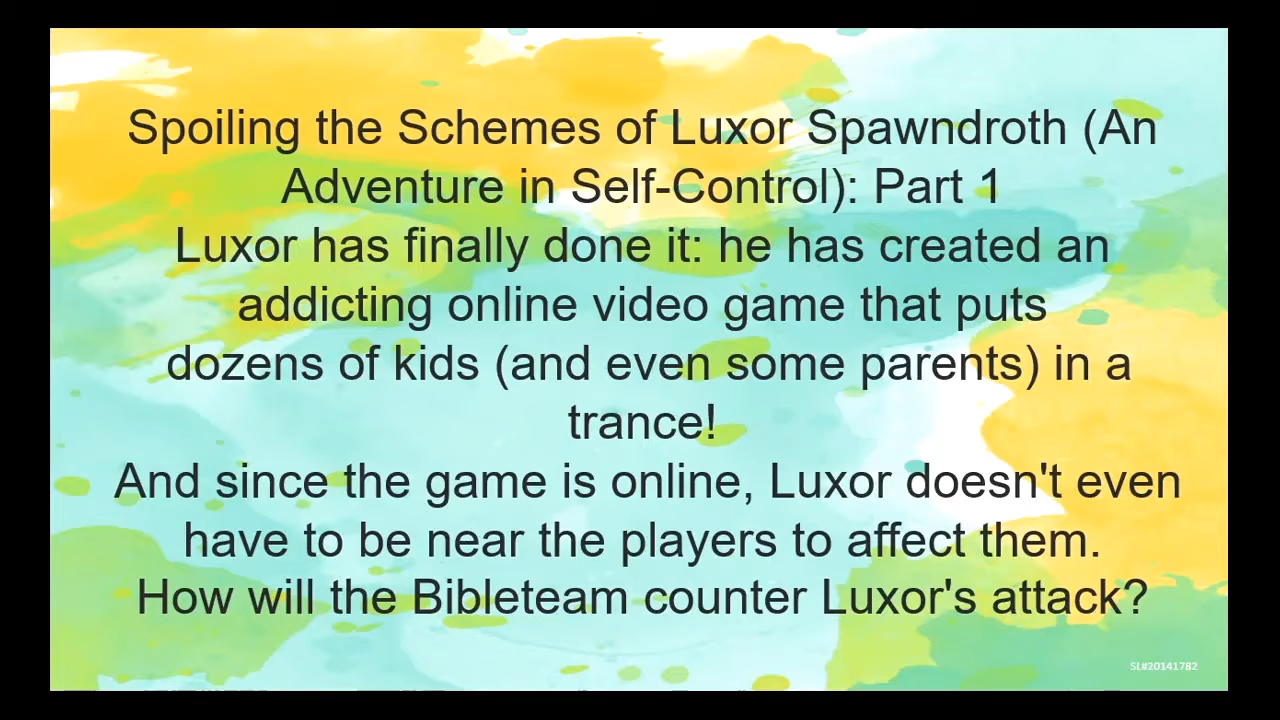 Spoiling the Schemes of Luxor Spawndroth (An
Adventure in Self-Control): Part 1
Luxor has finally done it: he has created an
addicting online video game that puts
dozens of kids (and even some parents) in a
trance!
And since the game is online, Luxor doesn't even
have to be near the players to affect them.
How will the Bibleteam counter Luxor's attack?
SL#20141782